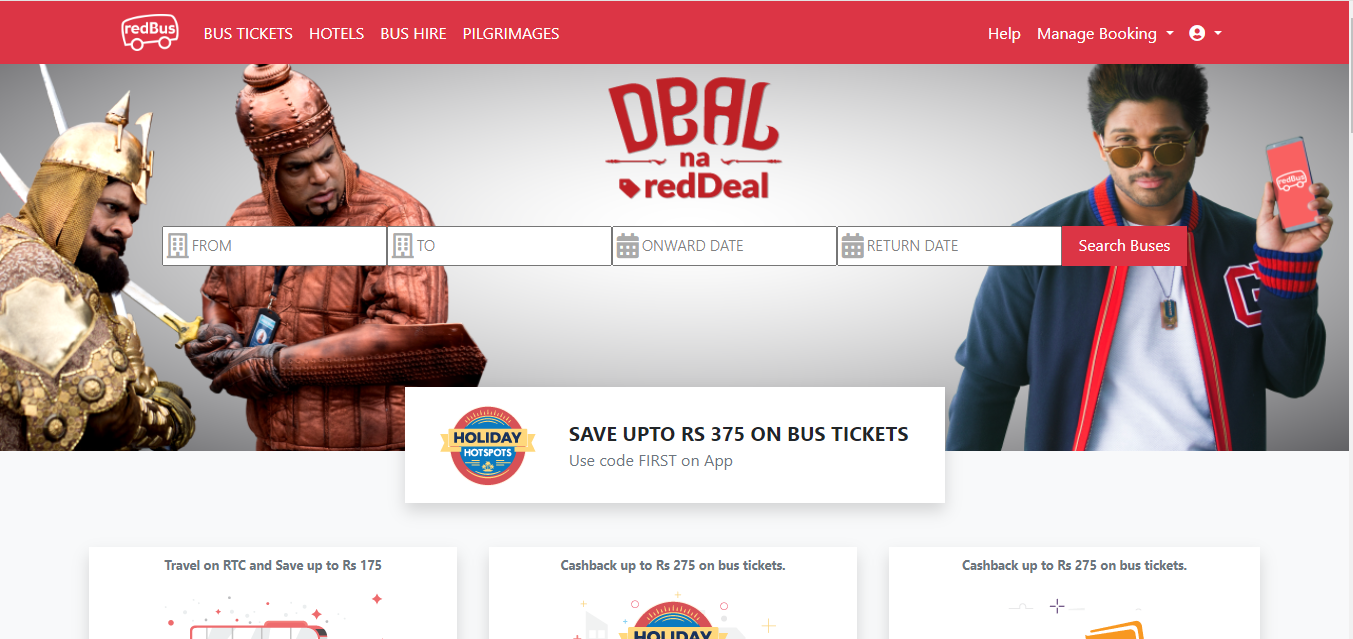 redBus
BUS TICKETS
HOTELS
BUS HIRE
PILGRIMAGES
Help
Manage Booking
DEAL
na
redDeal
redBus
FROM
TO
ONWARD DATE
RETURN DATE
Search Buses
G
HOLIDAY
HOTSPOTS
SAVE UPTO RS 375 ON BUS TICKETS
Use code FIRST on App
Travel on RTC and Save up to Rs 175
Cashback up to Rs 275 on bus tickets.
Cashback up to Rs 275 on bus tickets.
HOLIDAY